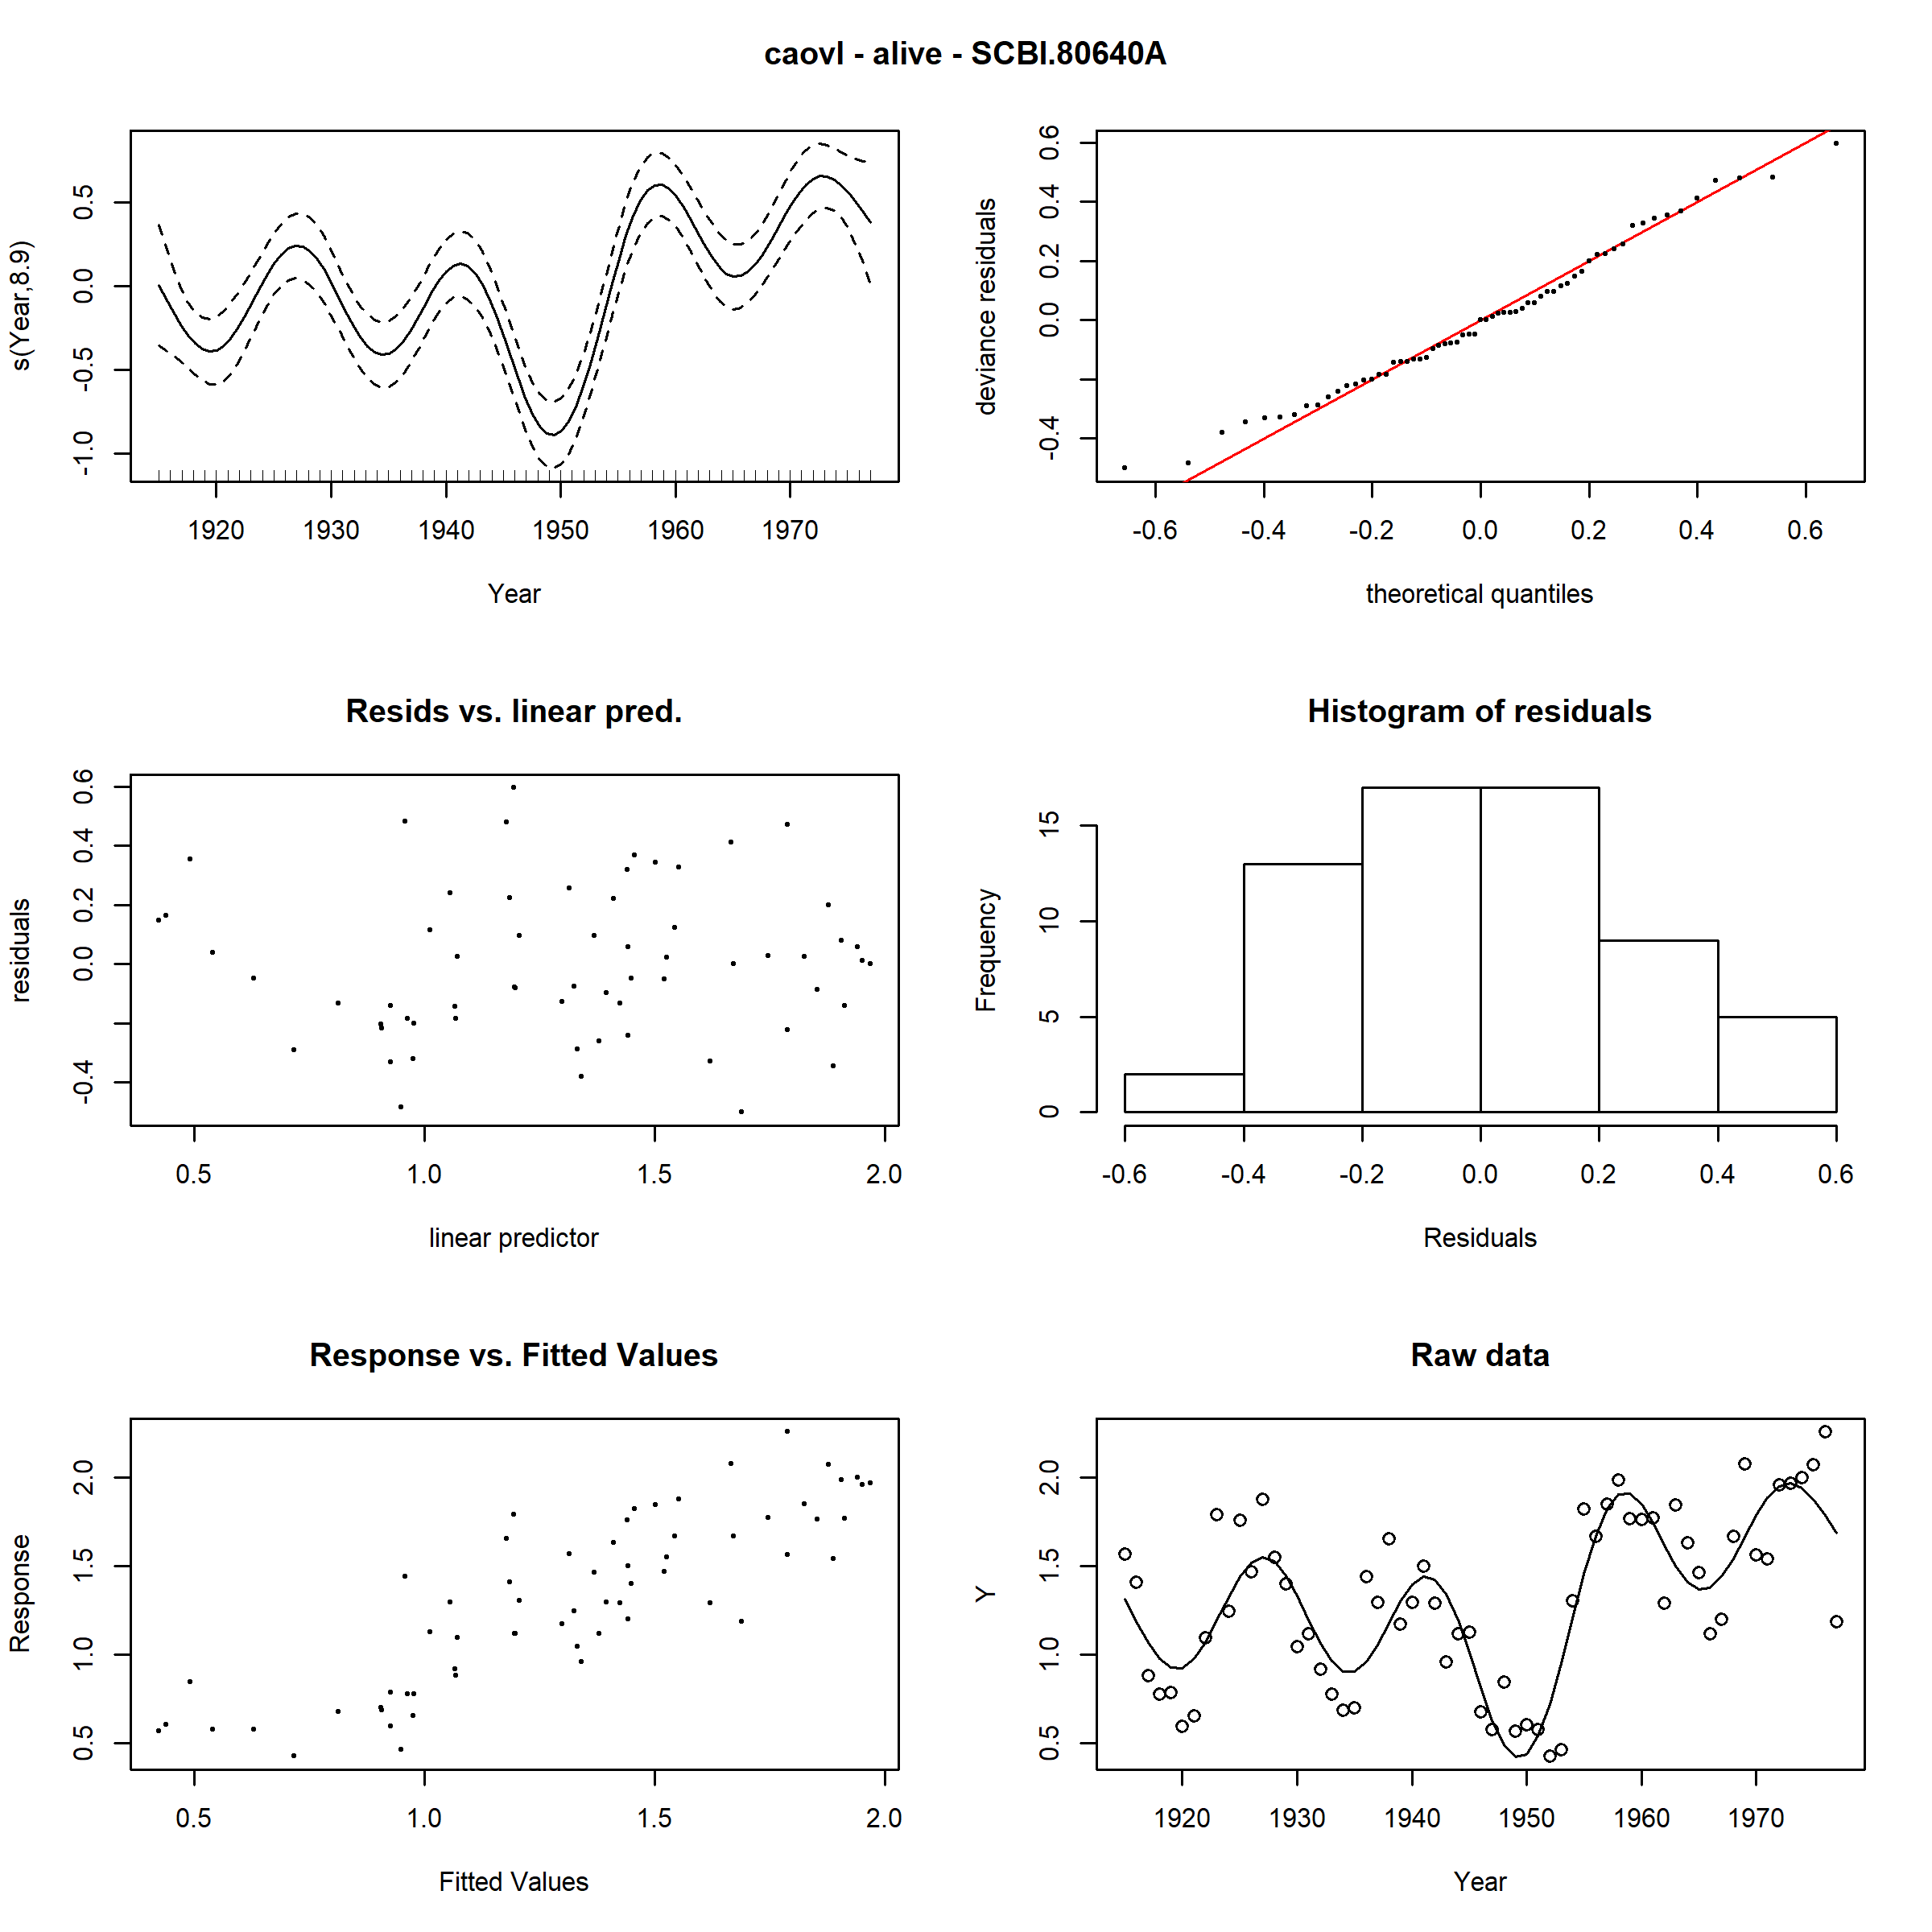 caovl - alive - SCBI.80640A
s(Year,8.9)
-1.0 -0.5 0.0 0.5
1920 1930 1940 1950 1960 1970
Year
deviance residuals
-0.4 0.0 0.2 0.4 0.6
-0.6 -0.4 -0.2 0.0 0.2 0.4 0.6
theoretical quantiles
Resids vs. linear pred.
residuals
-0.4 0.0 0.2 0.4 0.6
0.5 1.0 1.5 2.0
linear predictor
Histogram of residuals
Frequency
0 5 10 15
-0.6 -0.4 -0.2 0.0 0.2 0.4 0.6
Residuals
Response vs. Fitted Values
Response
0.5 1.0 1.5 2.0
0.5 1.0 1.5 2.0
Fitted Values
Raw data
Y
0.5 1.0 1.5 2.0
1920 1930 1940 1950 1960 1970
Year